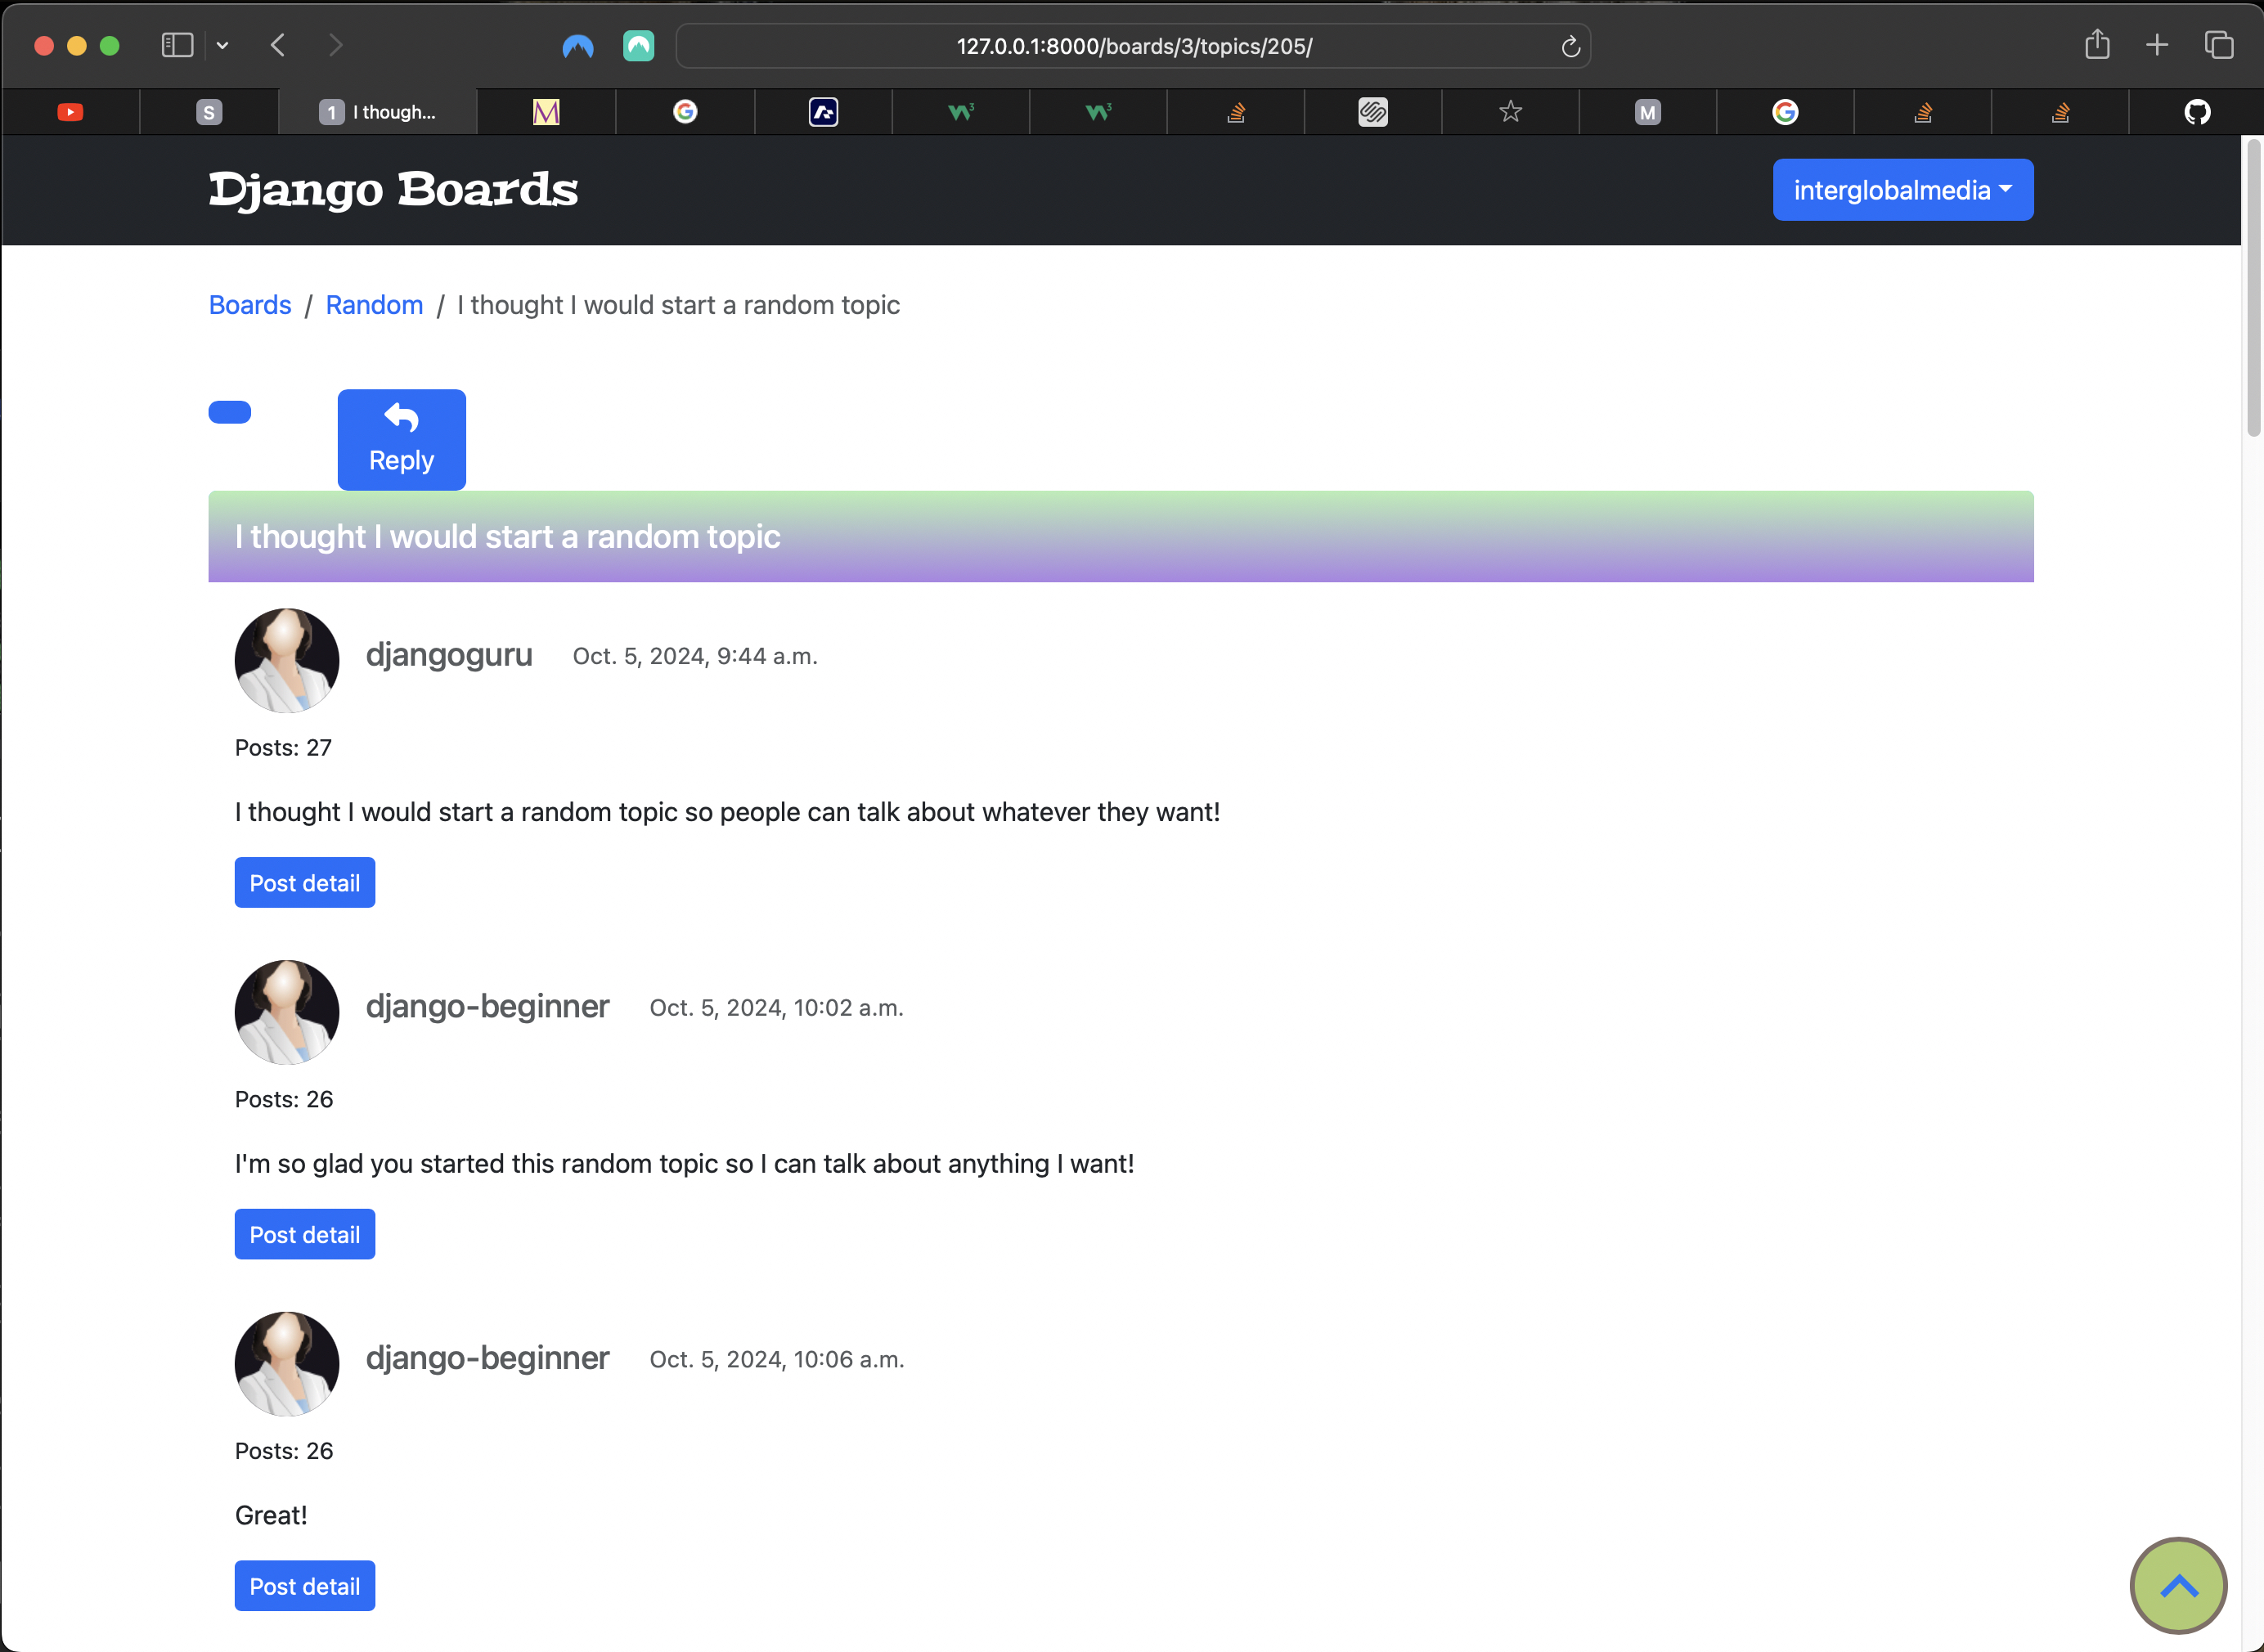 127.0.0.1:8000/boards/3/topics/205/
S
1 I though...
M
3
3
M
Django Boards
interglobalmedia
Boards / Random / I thought I would start a random topic
Reply
I thought I would start a random topic
djangoguru Oct. 5, 2024, 9:44 a.m.
Posts: 27
I thought I would start a random topic so people can talk about whatever they want!
Post detail
django-beginner Oct. 5, 2024, 10:02 a.m.
Posts: 26
I'm so glad you started this random topic so I can talk about anything I want!
Post detail
django-beginner Oct. 5, 2024, 10:06 a.m.
Posts: 26
Great!
Post detail